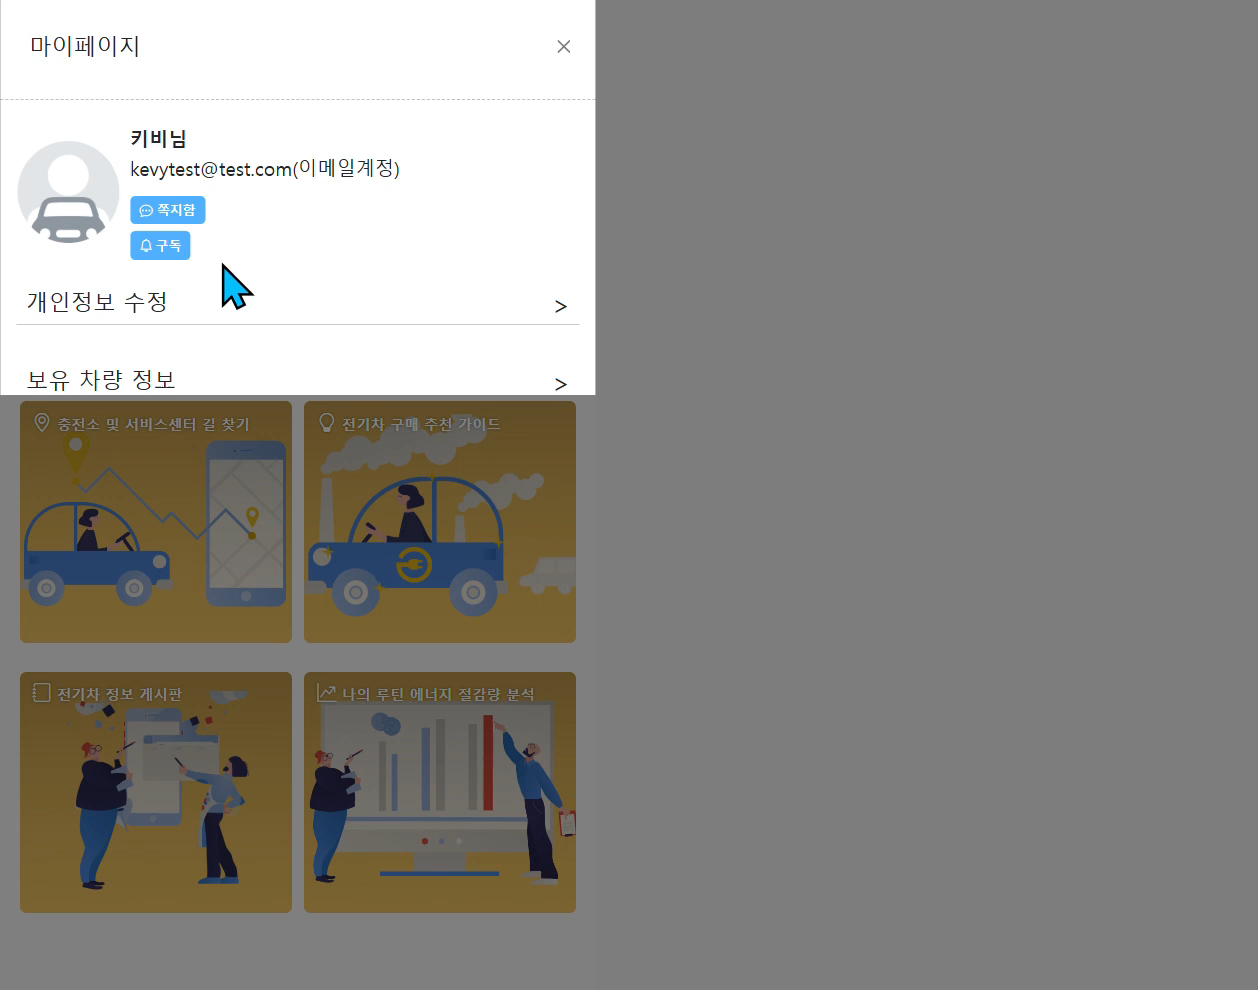 마이페이지
키비님
kevytest@test.com(이메일계정)
쪽지함
구독
개인정보 수정 >
보유 차량 정보 >
충전소 및 서비스센터 길 찾기
전기차 구매 추천 가이드
전기차 정보 게시판
나의 루틴 에너지 절감량 분석